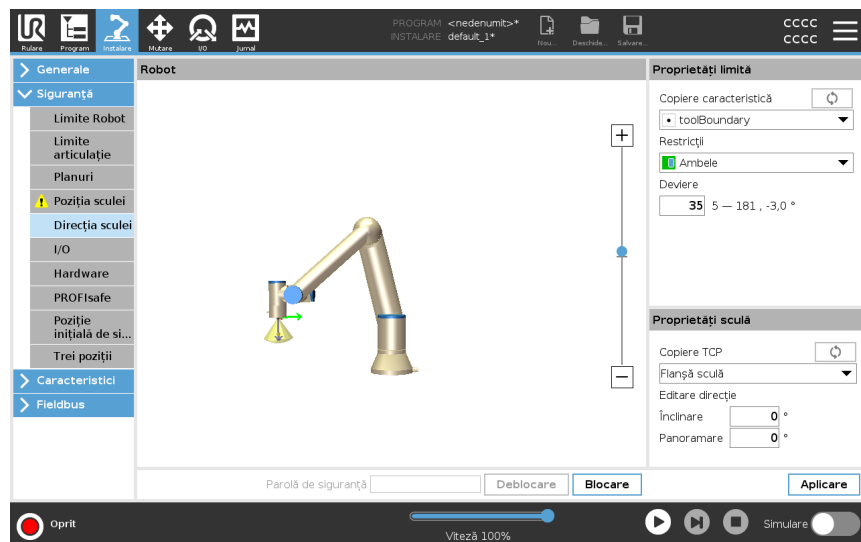 PROGRAM <nedenumit>*
INSTALARE default_1*
Rulare
Program
Instalare
Mutare
I/O
Jurnal
Nou...
Deschide...
Salvare...
cccc
cccc
Generale
Siguranță
Limite Robot
Limite
articulație
Planuri
Poziția sculei
Direcția sculei
I/O
Hardware
PROFIsafe
Poziție
inițială de si...
Trei poziții
Caracteristici
Fieldbus
Robot
Proprietăți limită
Copiere caracteristică
toolBoundary
Restricții
Ambele
Deviere
35 5 — 181 , -3,0 °
Proprietăți sculă
Copiere TCP
Flanșă sculă
Editare direcție
Înclinare 0 °
Panoramare 0 °
Parolă de siguranță
Deblocare
Blocare
Aplicare
Oprit
Viteză 100%
Simulare